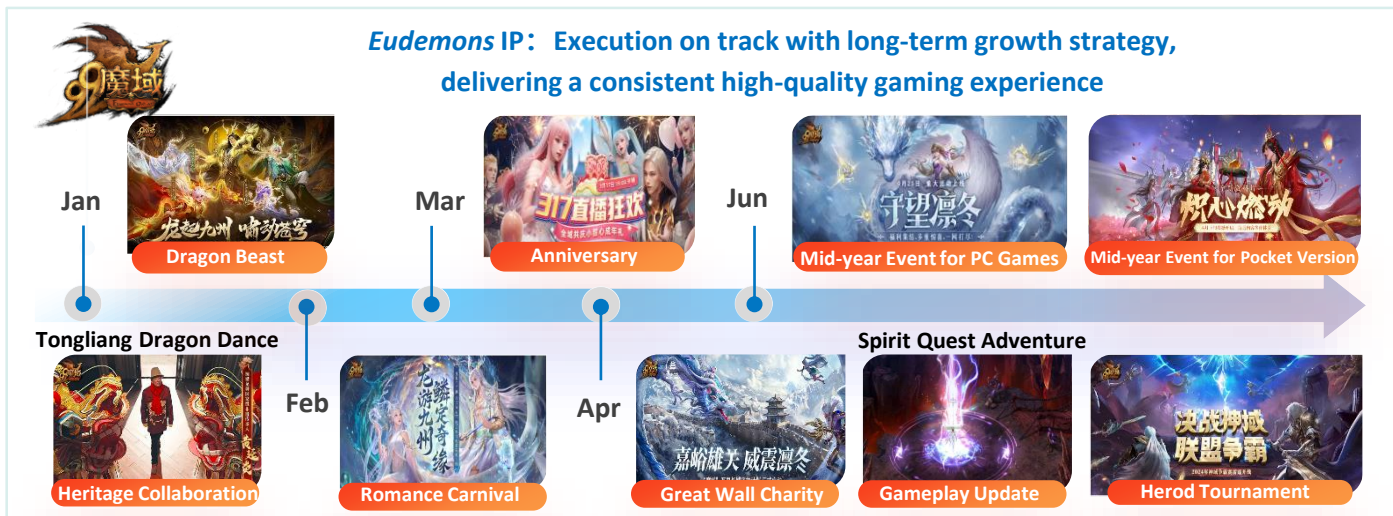 魔域
Eudemons IP： Execution on track with long-term growth strategy,
delivering a consistent high-quality gaming experience
Jan
Mar
Jun
龙起九州 啸动苍穹
Dragon Beast
317直播狂欢
Anniversary
守望凛冬
Mid-year Event for PC Games
炽心燃动
Mid-year Event for Pocket Version
Tongliang Dragon Dance
Spirit Quest Adventure
Feb
Apr
Heritage Collaboration
龙游九州
鳞定奇缘
Romance Carnival
嘉峪雄关 威震凛冬
Great Wall Charity
Gameplay Update
决战神域
联盟争霸
Herod Tournament